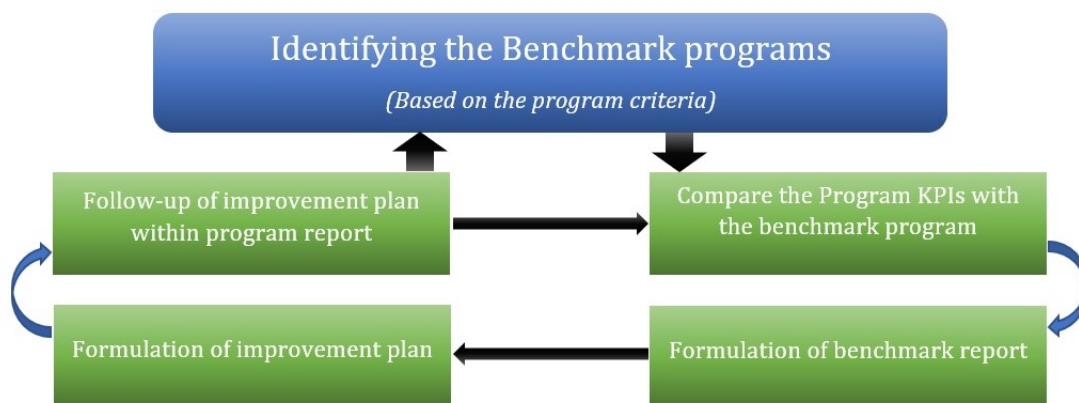 Identifying the Benchmark programs
(Based on the program criteria)
Follow-up of improvement plan
within program report
Compare the Program KPIs with
the benchmark program
Formulation of improvement plan
Formulation of benchmark report